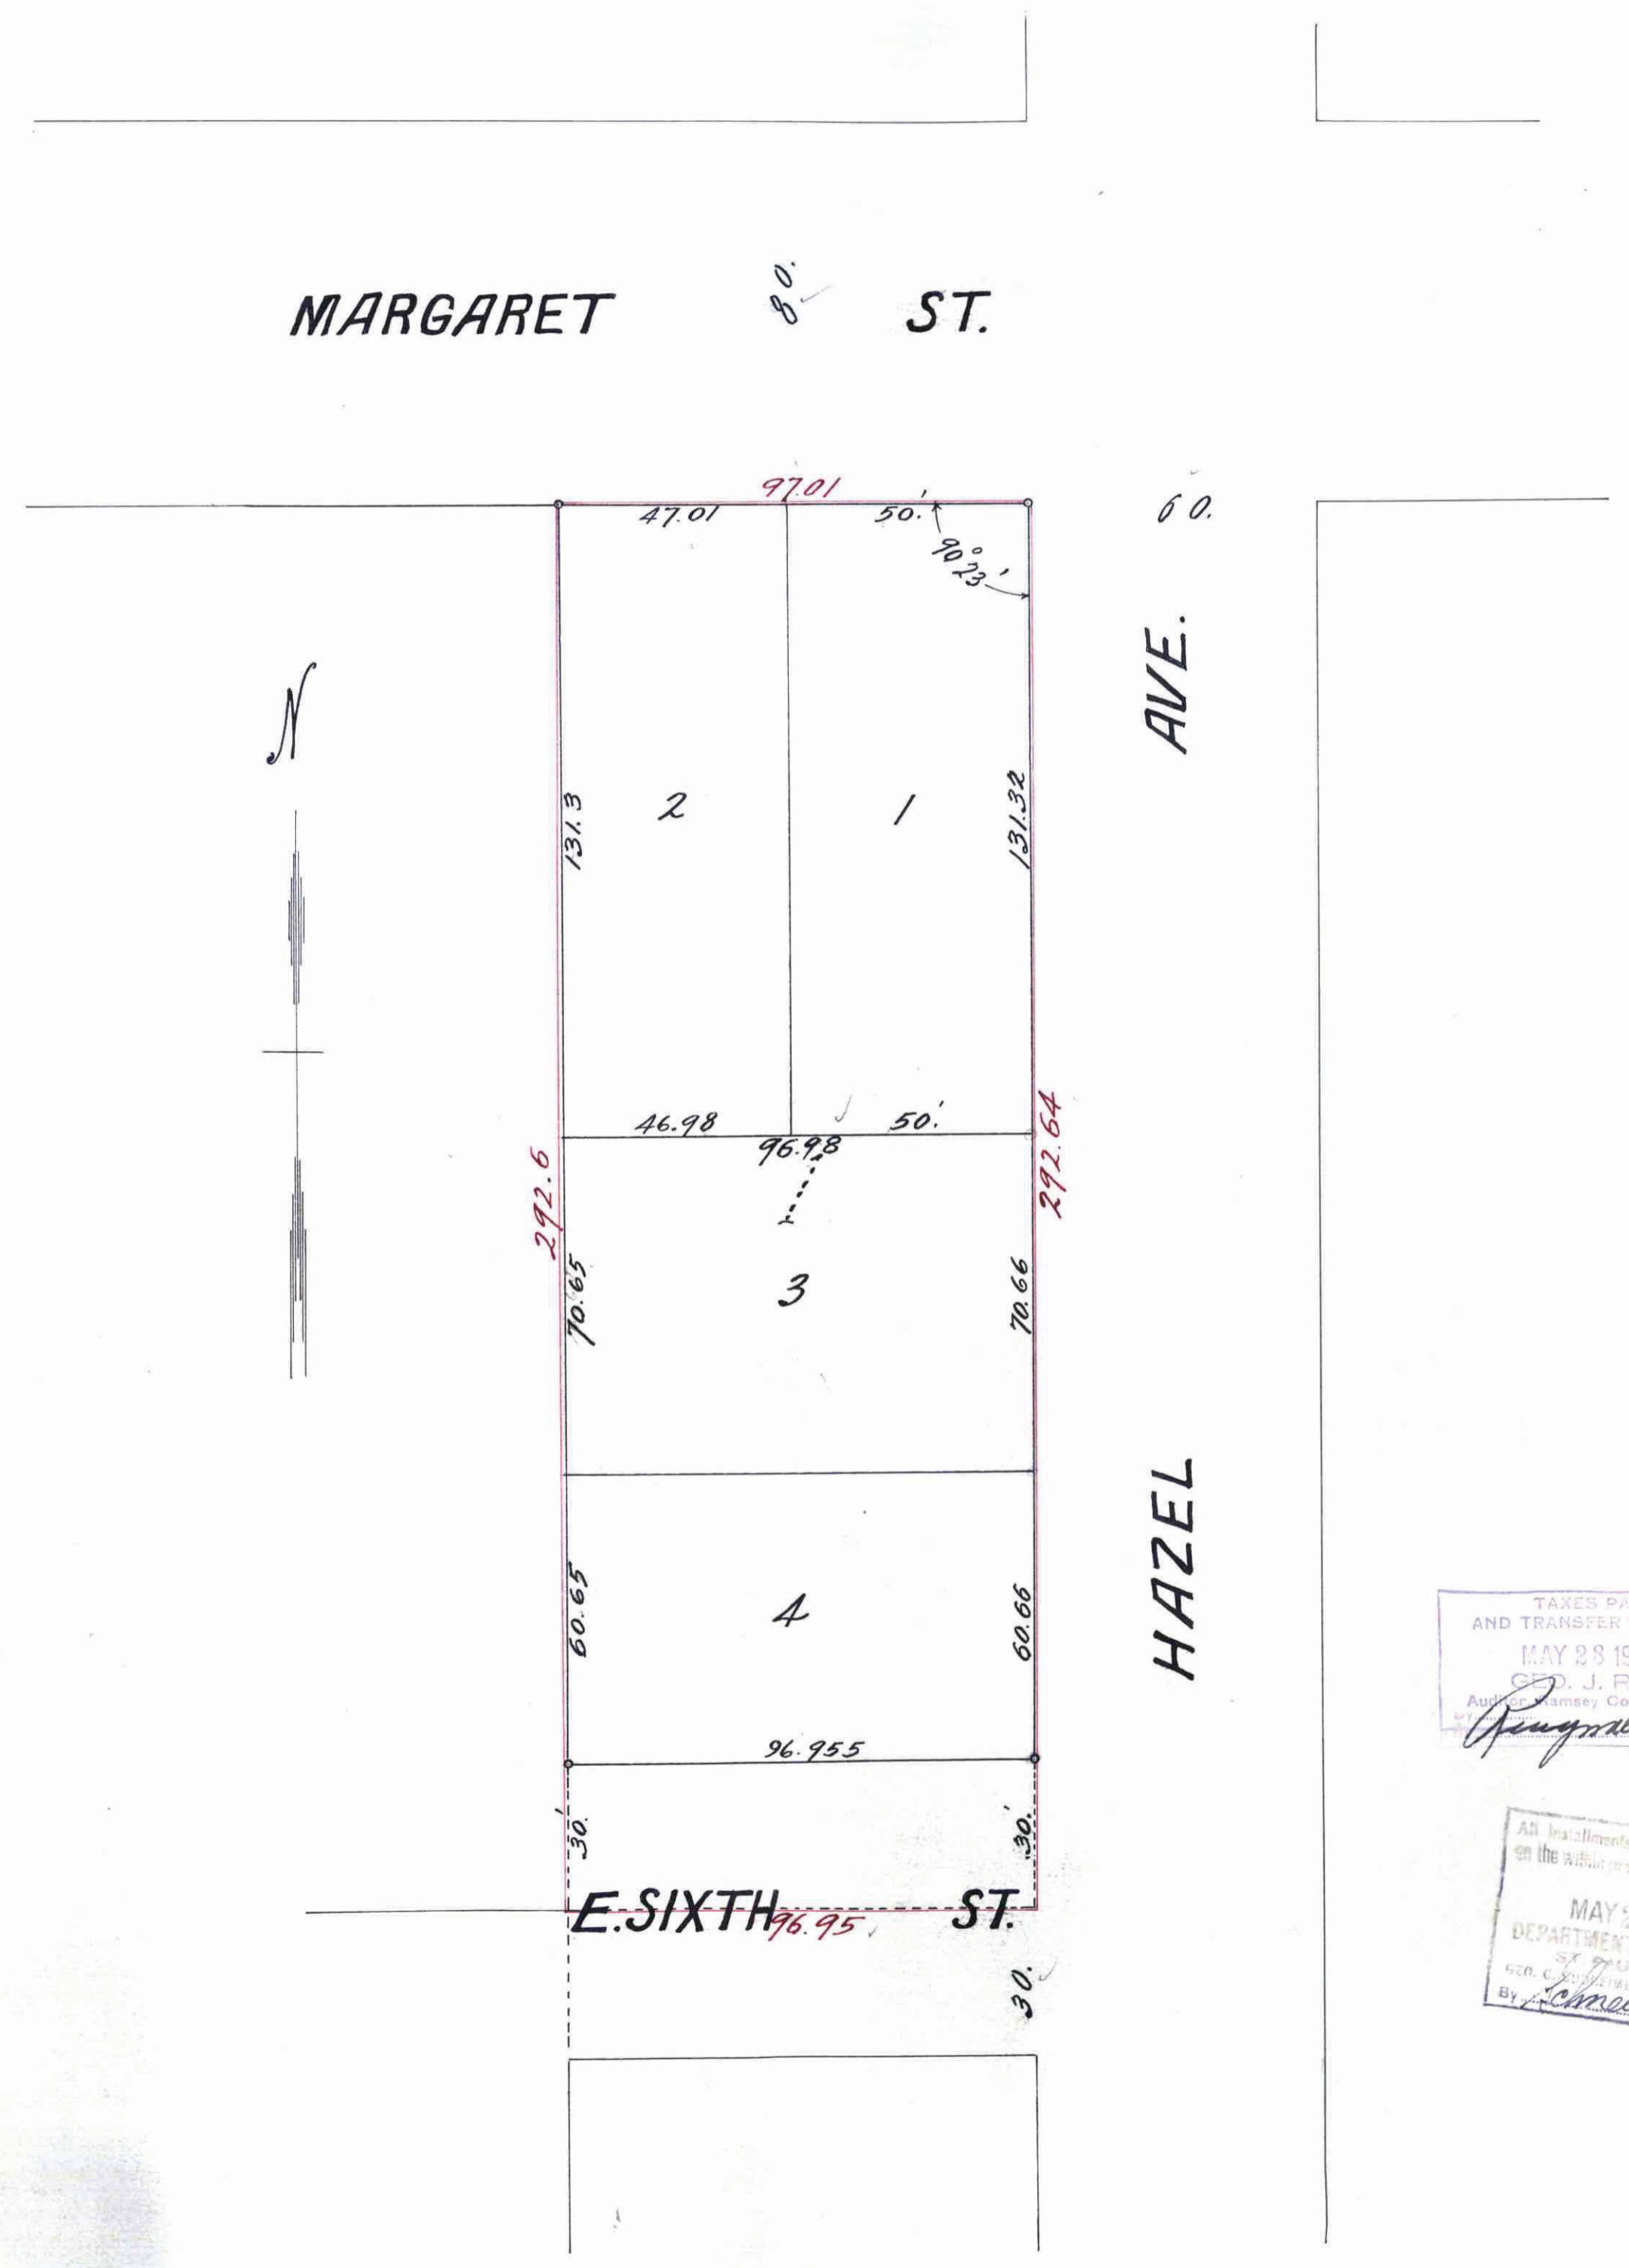 MARGARET 80. ST.
97.01
47.01 50.'
60.
90° 23'
AVE.
N
131.3
2
1
131.32
46.98 50.'
96.98
292.6
292.64
70.65
3
70.66
HAZEL
60.65
4
60.66
TAXES
AND TRANSFER
MAY 28
GEO. J.
Auditor, Ramsey Co
By
96.955
30.'
30.'
All Installments
on the within
MAY
DEPARTMENT
By
E. SIXTH 96.95 ST.
30.